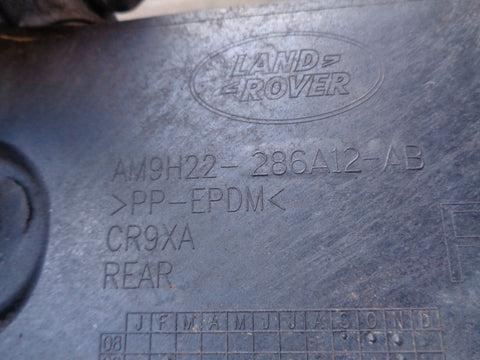 LAND
ROVER
AM9H22-286A12-AB
>PP-EPDM<
CR9XA
REAR
J F M A M J J A S O N D
08